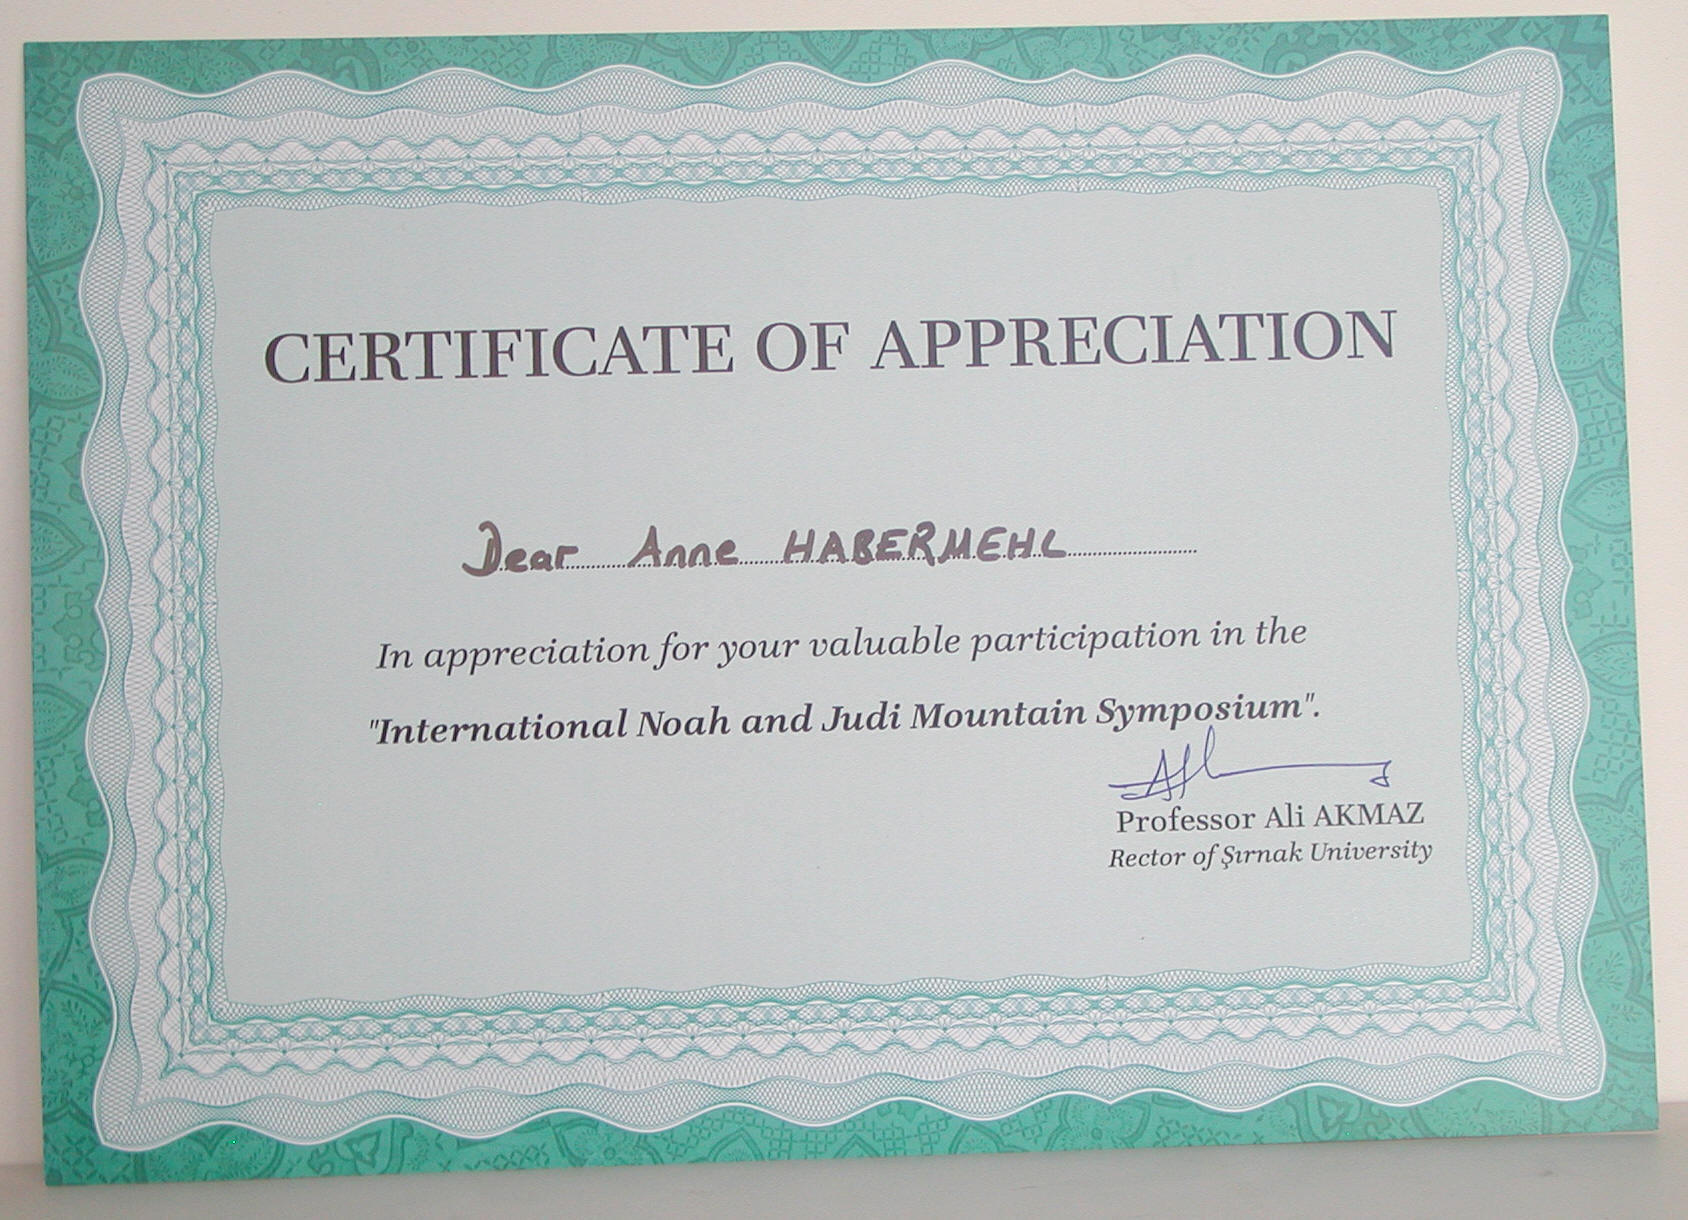 CERTIFICATE OF APPRECIATION
Dear Anne HABERMEHL
In appreciation for your valuable participation in the
"International Noah and Judi Mountain Symposium".
Professor Ali AKMAZ
Rector of Şırnak University